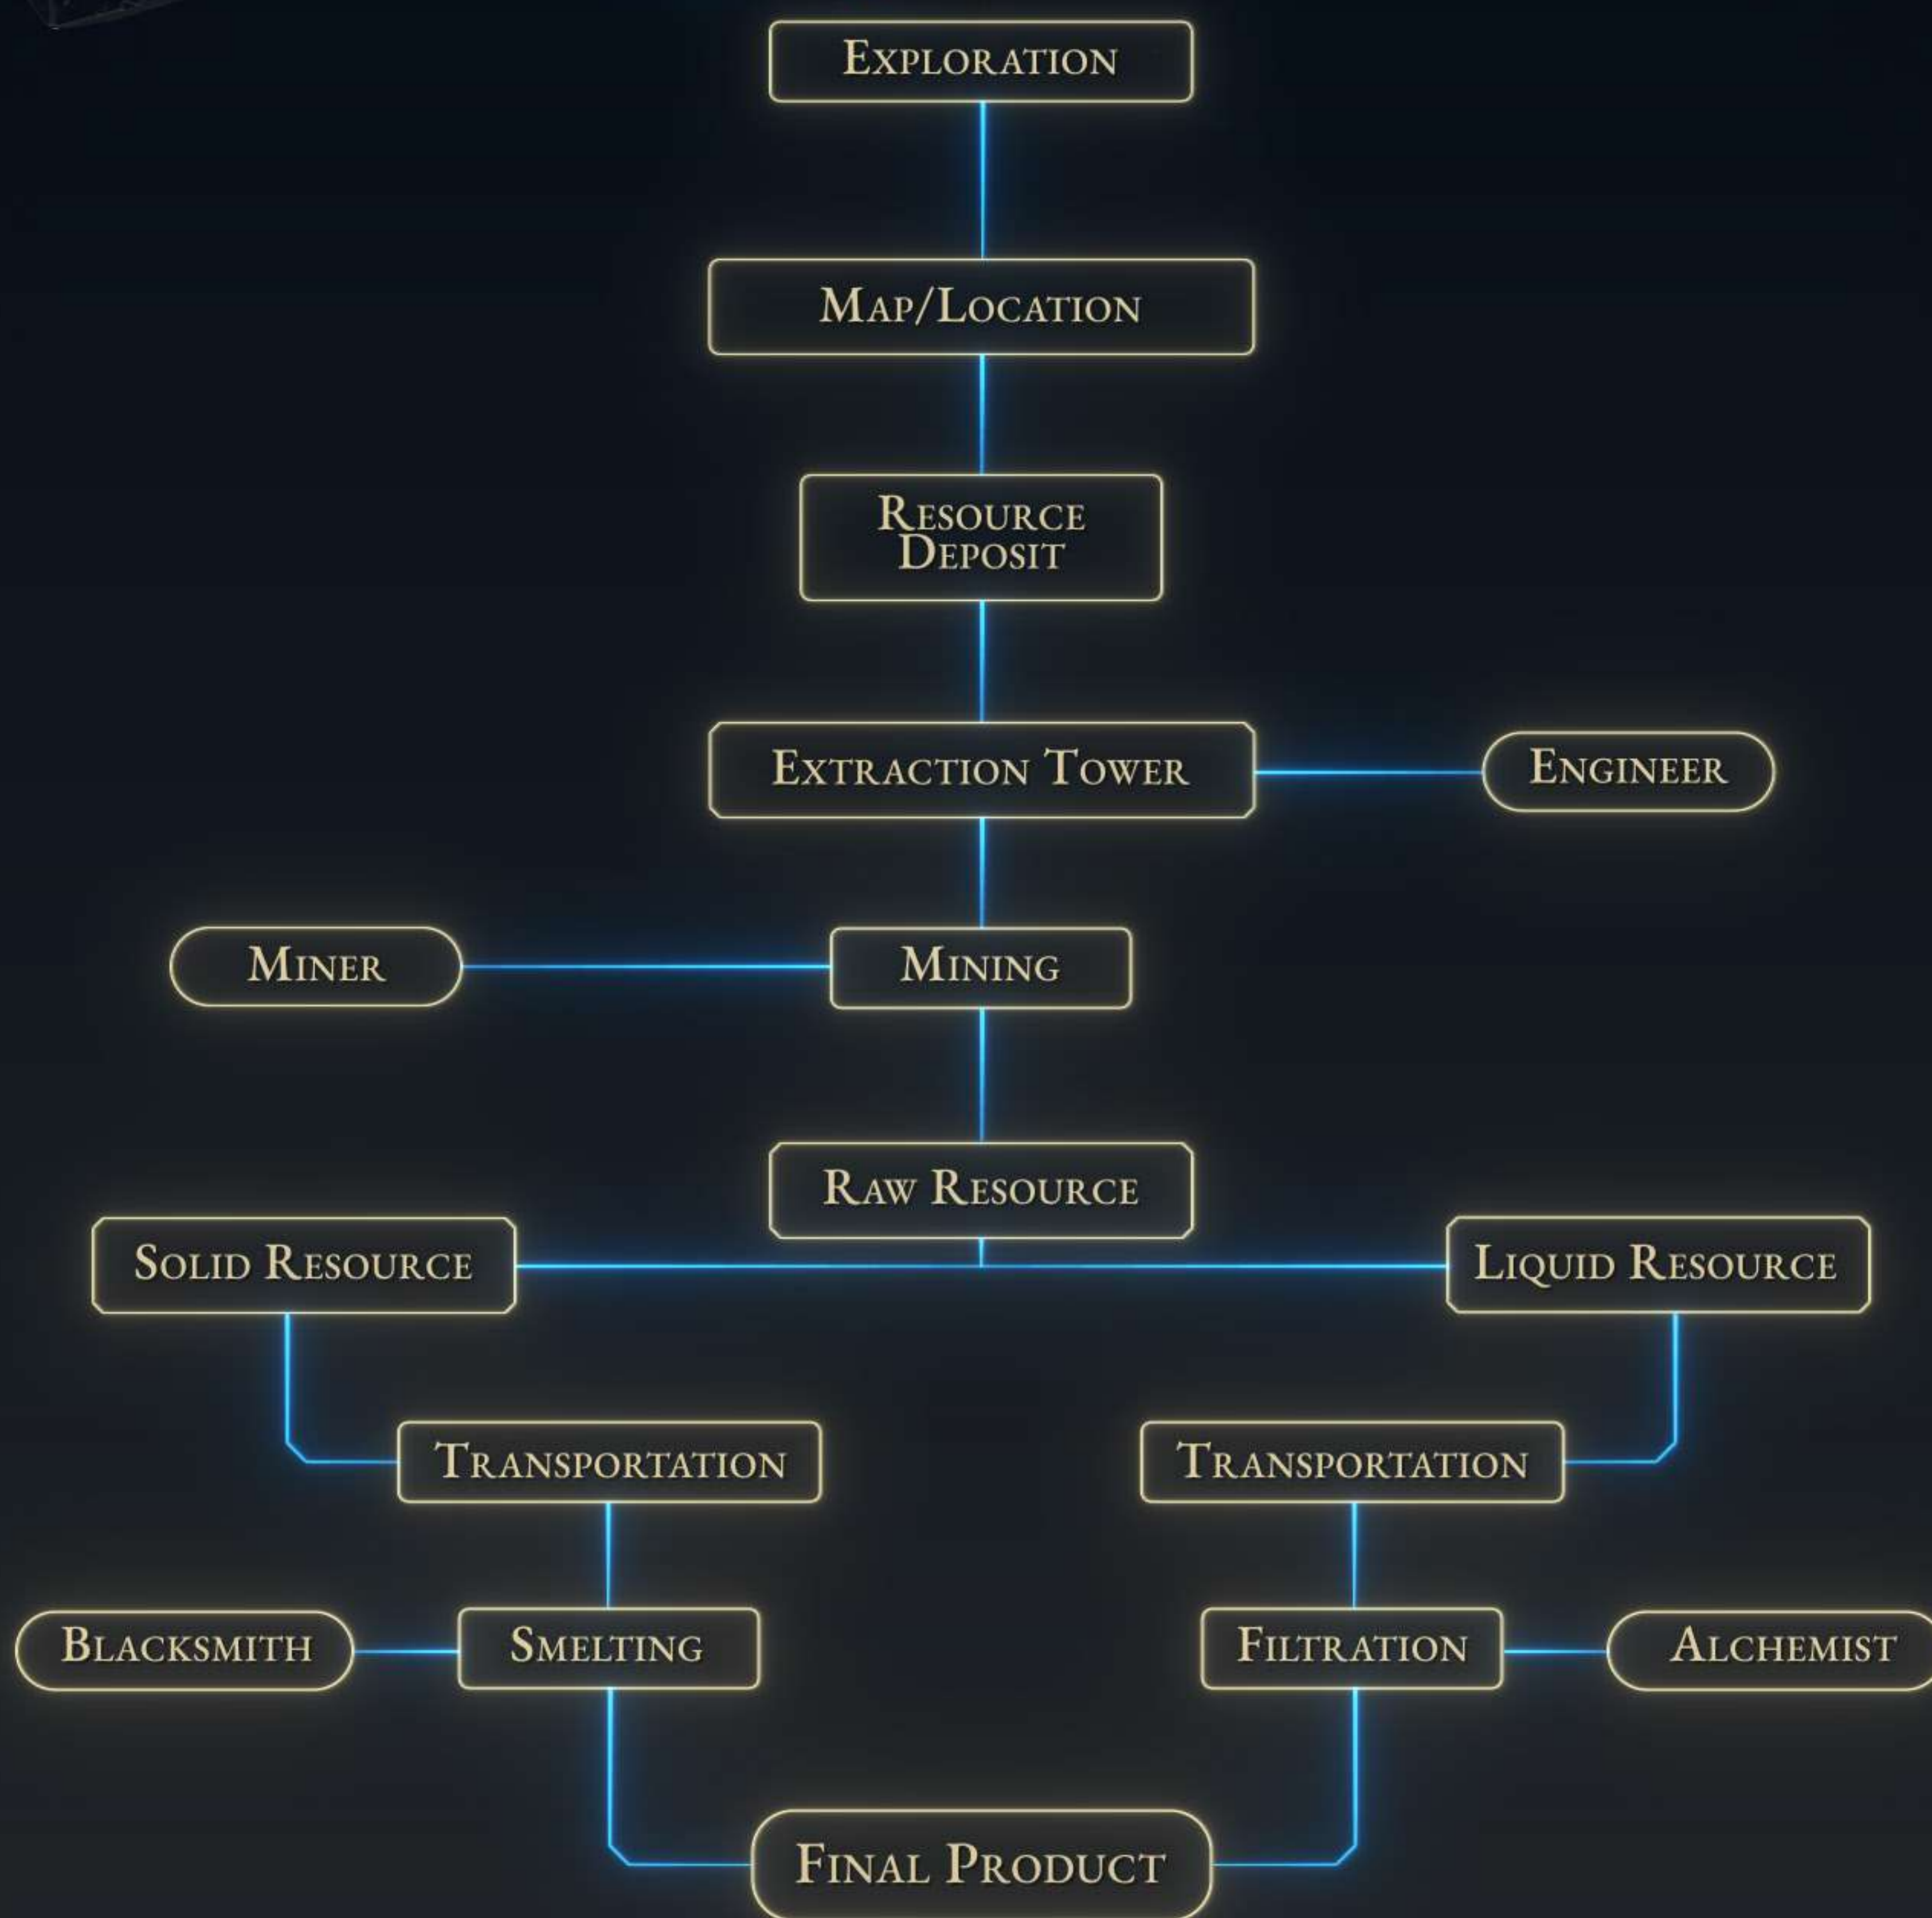 Exploration
Map/Location
Resource
Deposit
Extraction Tower
Engineer
Miner
Mining
Raw Resource
Solid Resource
Liquid Resource
Transportation
Transportation
Blacksmith
Smelting
Filtration
Alchemist
Final Product